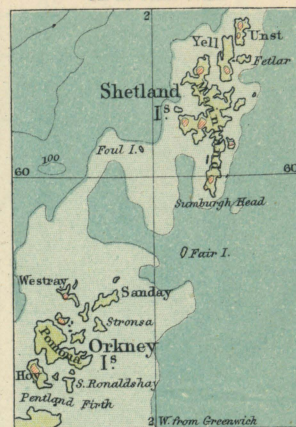 2
Yell
Unst
Fetlar
Shetland
Is.
Mainland
Foul I.
100
60
60
Sumburgh Head
Fair I.
Westray
Sanday
Stronsa
Pomona
Orkney
Is.
Hoy
S. Ronaldshay
Pentland Firth
2 W. from Greenwich